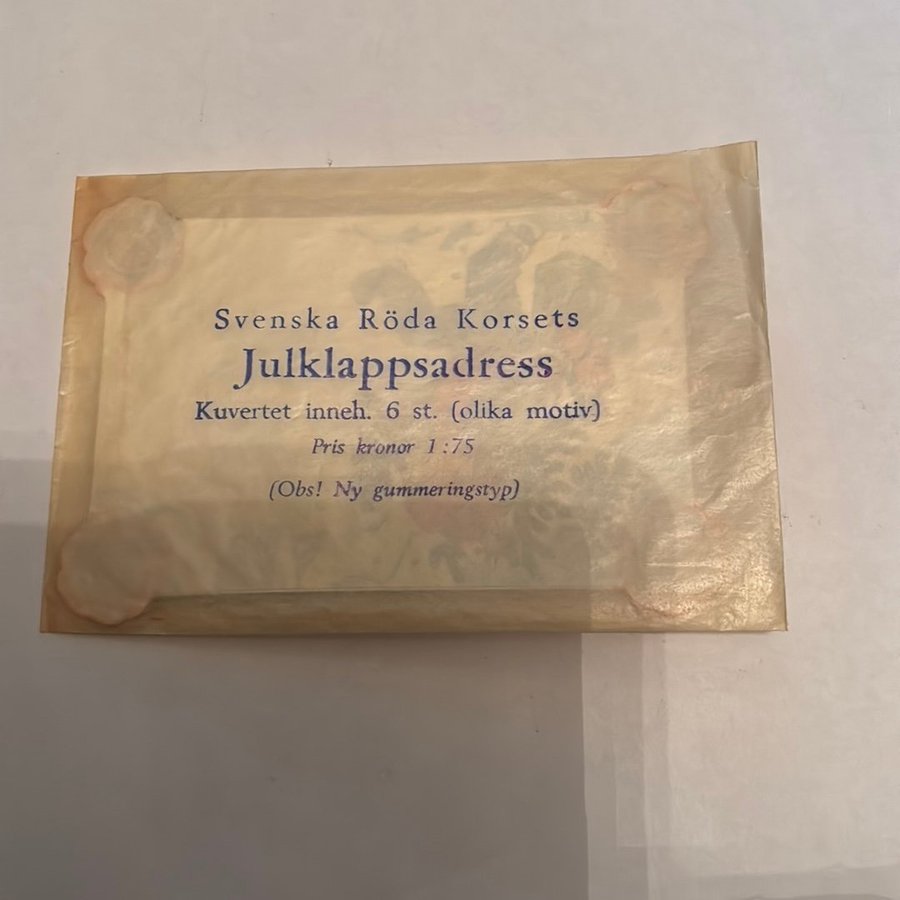 Svenska Röda Korsets
Julklappsadress
Kuvertet inneh. 6 st. (olika motiv)
Pris kronor 1:75
(Obs! Ny gummeringstyp)